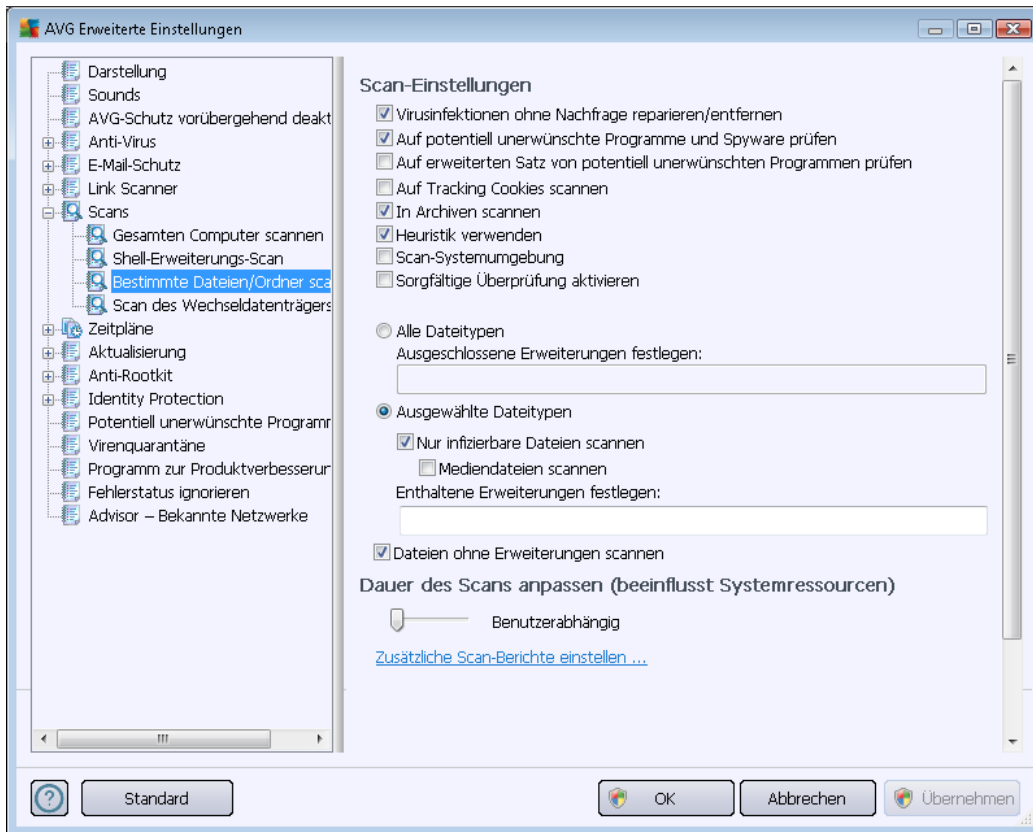 AVG Erweiterte Einstellungen
Darstellung
Sounds
AVG-Schutz vorübergehend deakt
Anti-Virus
E-Mail-Schutz
Link Scanner
Scans
Gesamten Computer scannen
Shell-Erweiterungs-Scan
Bestimmte Dateien/Ordner sca
Scan des Wechseldatenträgers
Zeitpläne
Aktualisierung
Anti-Rootkit
Identity Protection
Potentiell unerwünschte Programm
Virenquarantäne
Programm zur Produktverbesserun
Fehlerstatus ignorieren
Advisor – Bekannte Netzwerke
Scan-Einstellungen
Virusinfektionen ohne Nachfrage reparieren/entfernen
Auf potentiell unerwünschte Programme und Spyware prüfen
Auf erweiterten Satz von potentiell unerwünschten Programmen prüfen
Auf Tracking Cookies scannen
In Archiven scannen
Heuristik verwenden
Scan-Systemumgebung
Sorgfältige Überprüfung aktivieren
Alle Dateitypen
Ausgeschlossene Erweiterungen festlegen:
Ausgewählte Dateitypen
Nur infizierbare Dateien scannen
Mediendateien scannen
Enthaltene Erweiterungen festlegen:
Dateien ohne Erweiterungen scannen
Dauer des Scans anpassen (beeinflusst Systemressourcen)
Benutzerabhängig
Zusätzliche Scan-Berichte einstellen ...
Standard
OK
Abbrechen
Übernehmen